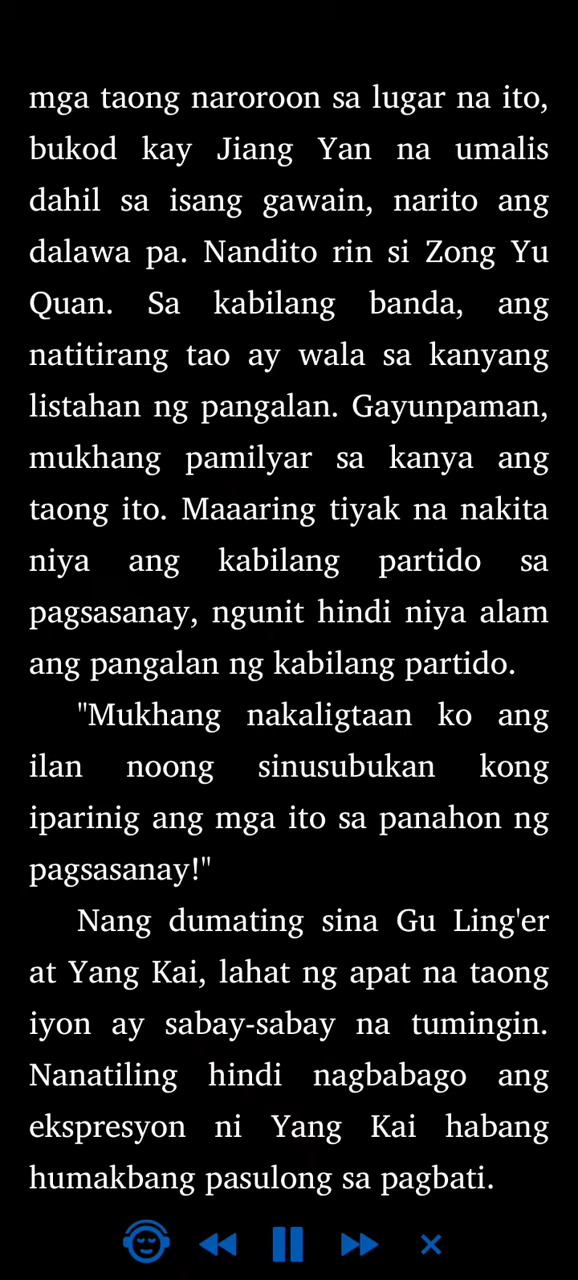 mga taong naroroon sa lugar na ito,
bukod kay Jiang Yan na umalis
dahil sa isang gawain, narito ang
dalawa pa. Nandito rin si Zong Yu
Quan. Sa kabilang banda, ang
natitirang tao ay wala sa kanyang
listahan ng pangalan. Gayunpaman,
mukhang pamilyar sa kanya ang
taong ito. Maaaring tiyak na nakita
niya ang kabilang partido sa
pagsasanay, ngunit hindi niya alam
ang pangalan ng kabilang partido.
"Mukhang nakaligtaan ko ang
ilan noong sinusubukan kong
iparinig ang mga ito sa panahon ng
pagsasanay!"
Nang dumating sina Gu Ling'er
at Yang Kai, lahat ng apat na taong
iyon ay sabay-sabay na tumingin.
Nanatiling hindi nagbabago ang
ekspresyon ni Yang Kai habang
humakbang pasulong sa pagbati.